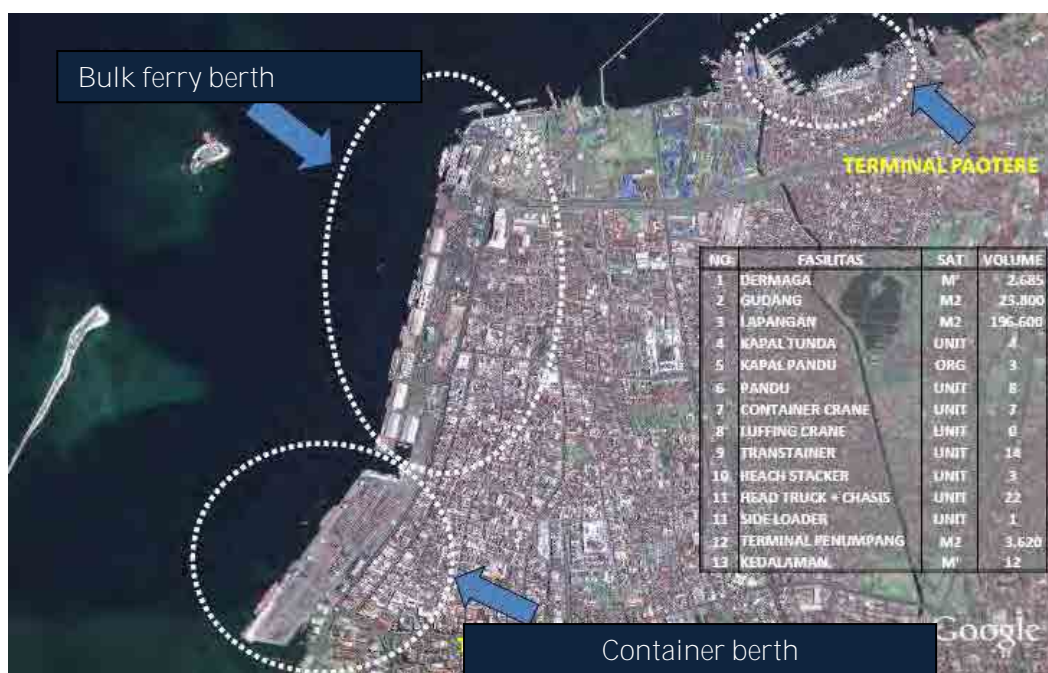 Bulk ferry berth
TERMINAL PAOTERE
NO FASILITAS SAT VOLUME
1 DERMAGA M' 2.685
2 GUDANG M2 23.800
3 LAPANGAN M2 196.600
4 KAPAL TUNDA UNIT 4
5 KAPAL PANDU ORG 3
6 PANDU UNIT 8
7 CONTAINER CRANE UNIT 7
8 LUFFING CRANE UNIT 0
9 TRANSTAINER UNIT 14
10 HEACH STACKER UNIT 3
11 HEAD TRUCK + CHASIS UNIT 22
11 SIDE LOADER UNIT 1
12 TERMINAL PENUMPANG M2 3.620
13 KEDALAMAN. M' 12
Google
Container berth